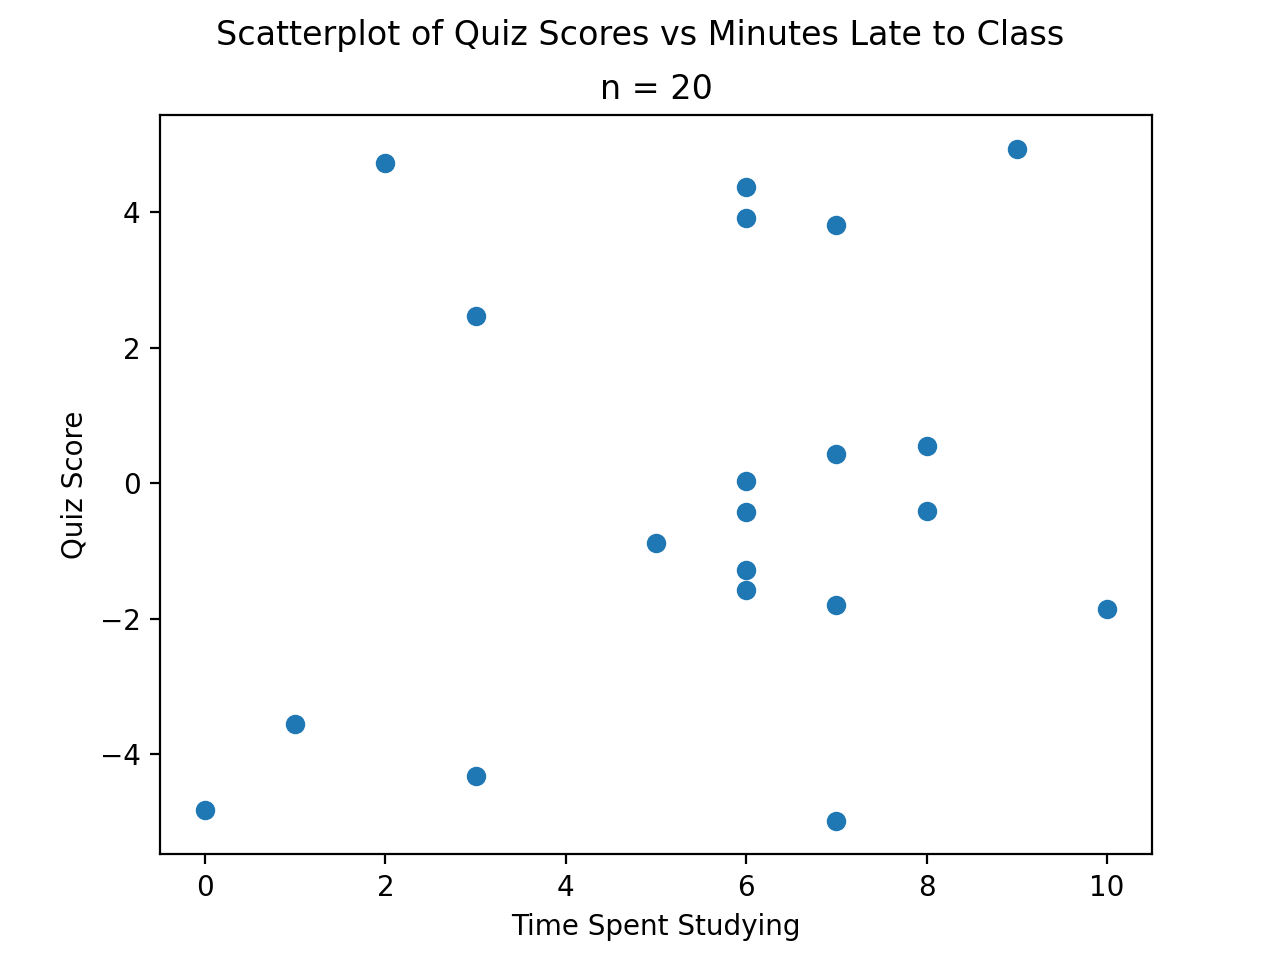 Scatterplot of Quiz Scores vs Minutes Late to Class
n = 20
Quiz Score
4
2
0
−2
−4
0 2 4 6 8 10
Time Spent Studying